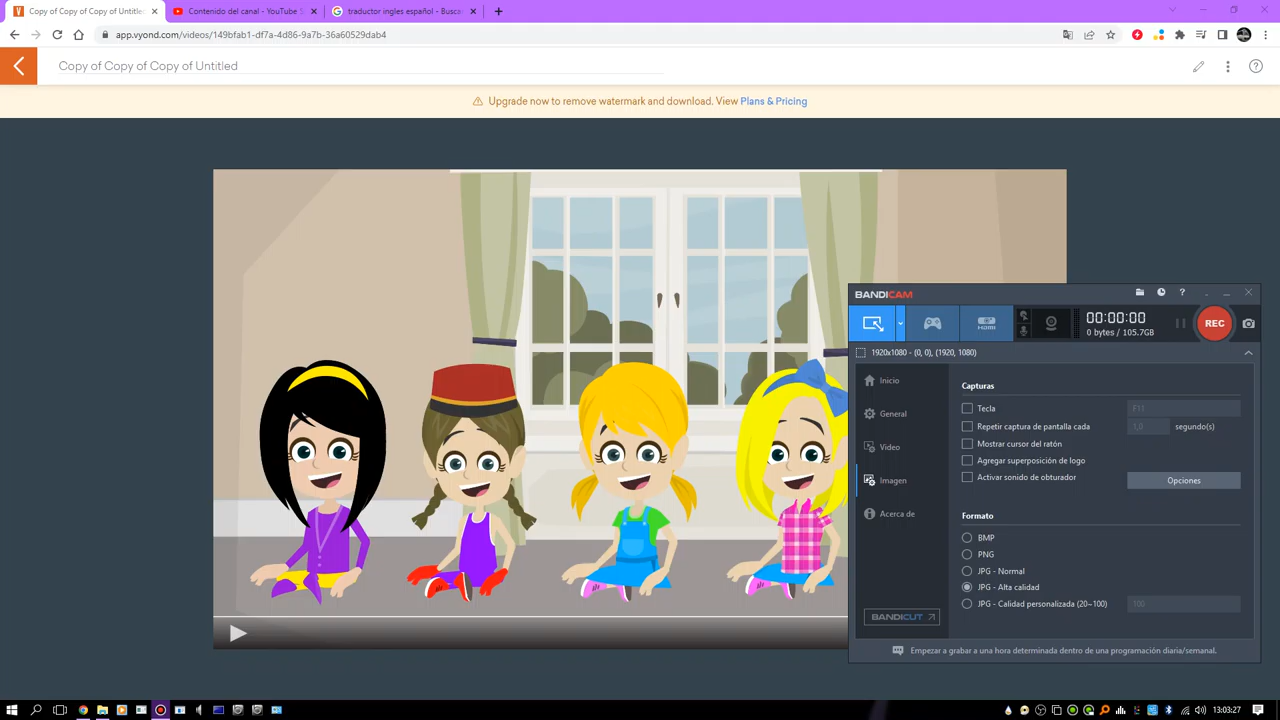 Copy of Copy of Copy of Untitle
Contenido del canal - YouTube S
traductor ingles español - Busca
app.vyond.com/videos/149bfab1-df7a-4d86-9a7b-36a60529dab4
Copy of Copy of Copy of Untitled
Upgrade now to remove watermark and download. View Plans & Pricing
BANDICAM
HDMI
00:00:00
0 bytes / 105.7GB
REC
1920x1080 - (0, 0), (1920, 1080)
Inicio
General
Video
Imagen
Acerca de
BANDICUT
Capturas
Tecla
F11
Repetir captura de pantalla cada
1,0
segundo(s)
Mostrar cursor del ratón
Agregar superposición de logo
Activar sonido de obturador
Opciones
Formato
BMP
PNG
JPG - Normal
JPG - Alta calidad
JPG - Calidad personalizada (20~100)
100
Empezar a grabar a una hora determinada dentro de una programación diaria/semanal.
13:03:27